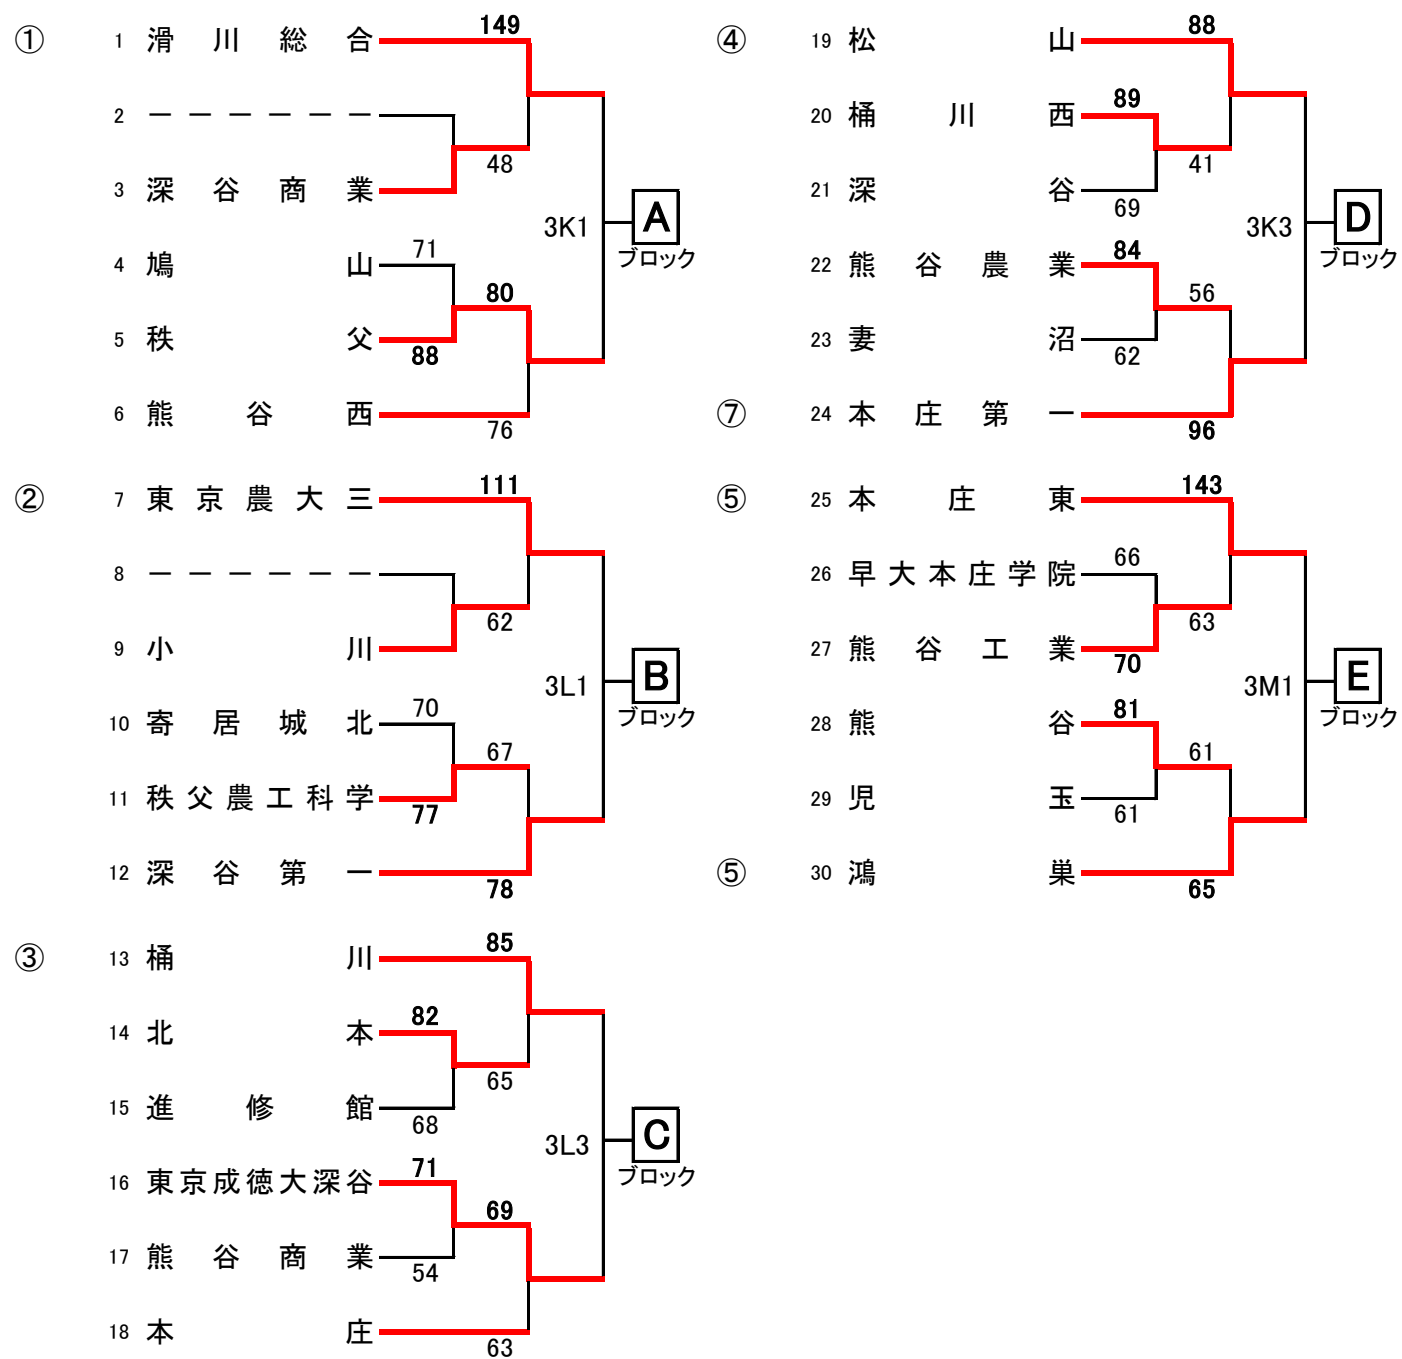 ① 1 滑川総合 149
2 ー ー ー ー ー ー
48
3 深谷商業
3K1 A
ブロック
4 鳩山 71
80
5 秩父 88
6 熊谷西 76
② 7 東京農大三 111
8 ー ー ー ー ー ー
62
9 小川
3L1 B
ブロック
10 寄居城北 70
67
11 秩父農工科学 77
12 深谷第一 78
③ 13 桶川 85
14 北本 82
65
15 進修館 68
3L3 C
ブロック
16 東京成徳大深谷 71
69
17 熊谷商業 54
18 本庄 63
④ 19 松山 88
20 桶川西 89
41
21 深谷 69
3K3 D
ブロック
22 熊谷農業 84
56
23 妻沼 62
⑦ 24 本庄第一 96
⑤ 25 本庄東 143
26 早大本庄学院 66
63
27 熊谷工業 70
3M1 E
ブロック
28 熊谷 81
61
29 児玉 61
⑤ 30 鴻巣 65